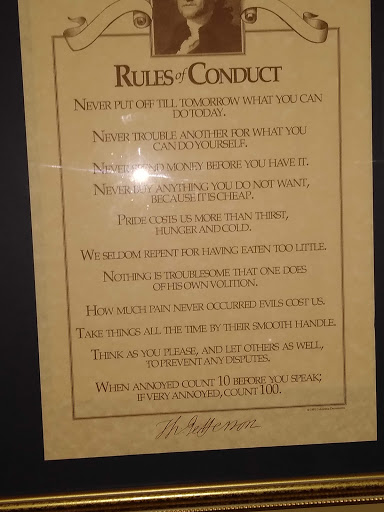 RULES of CONDUCT
NEVER PUT OFF TILL TOMORROW WHAT YOU CAN
DO TODAY.
NEVER TROUBLE ANOTHER FOR WHAT YOU
CAN DO YOURSELF.
NEVER SPEND MONEY BEFORE YOU HAVE IT.
NEVER BUY ANYTHING YOU DO NOT WANT,
BECAUSE IT IS CHEAP.
PRIDE COSTS US MORE THAN THIRST,
HUNGER AND COLD.
WE SELDOM REPENT FOR HAVING EATEN TOO LITTLE.
NOTHING IS TROUBLESOME THAT ONE DOES
OF HIS OWN VOLITION.
HOW MUCH PAIN NEVER OCCURRED EVILS COST US.
TAKE THINGS ALL THE TIME BY THEIR SMOOTH HANDLE.
THINK AS YOU PLEASE, AND LET OTHERS AS WELL,
TO PREVENT ANY DISPUTES.
WHEN ANNOYED COUNT 10 BEFORE YOU SPEAK;
IF VERY ANNOYED, COUNT 100.
Th Jefferson